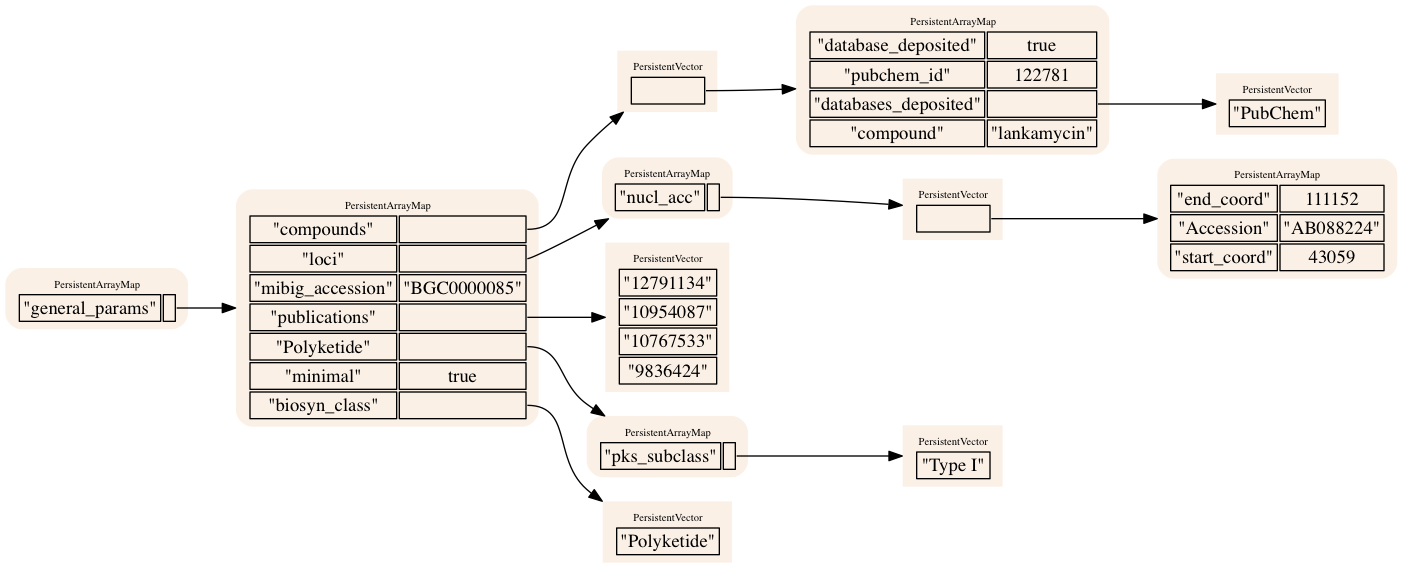 PersistentArrayMap
"general_params"
PersistentArrayMap
"compounds"
"loci"
"mibig_accession" "BGC0000085"
"publications"
"Polyketide"
"minimal" true
"biosyn_class"
PersistentVector
PersistentArrayMap
"database_deposited" true
"pubchem_id" 122781
"databases_deposited"
"compound" "lankamycin"
PersistentVector
"PubChem"
PersistentArrayMap
"nucl_acc"
PersistentVector
PersistentArrayMap
"end_coord" 111152
"Accession" "AB088224"
"start_coord" 43059
PersistentVector
"12791134"
"10954087"
"10767533"
"9836424"
PersistentArrayMap
"pks_subclass"
PersistentVector
"Type I"
PersistentVector
"Polyketide"